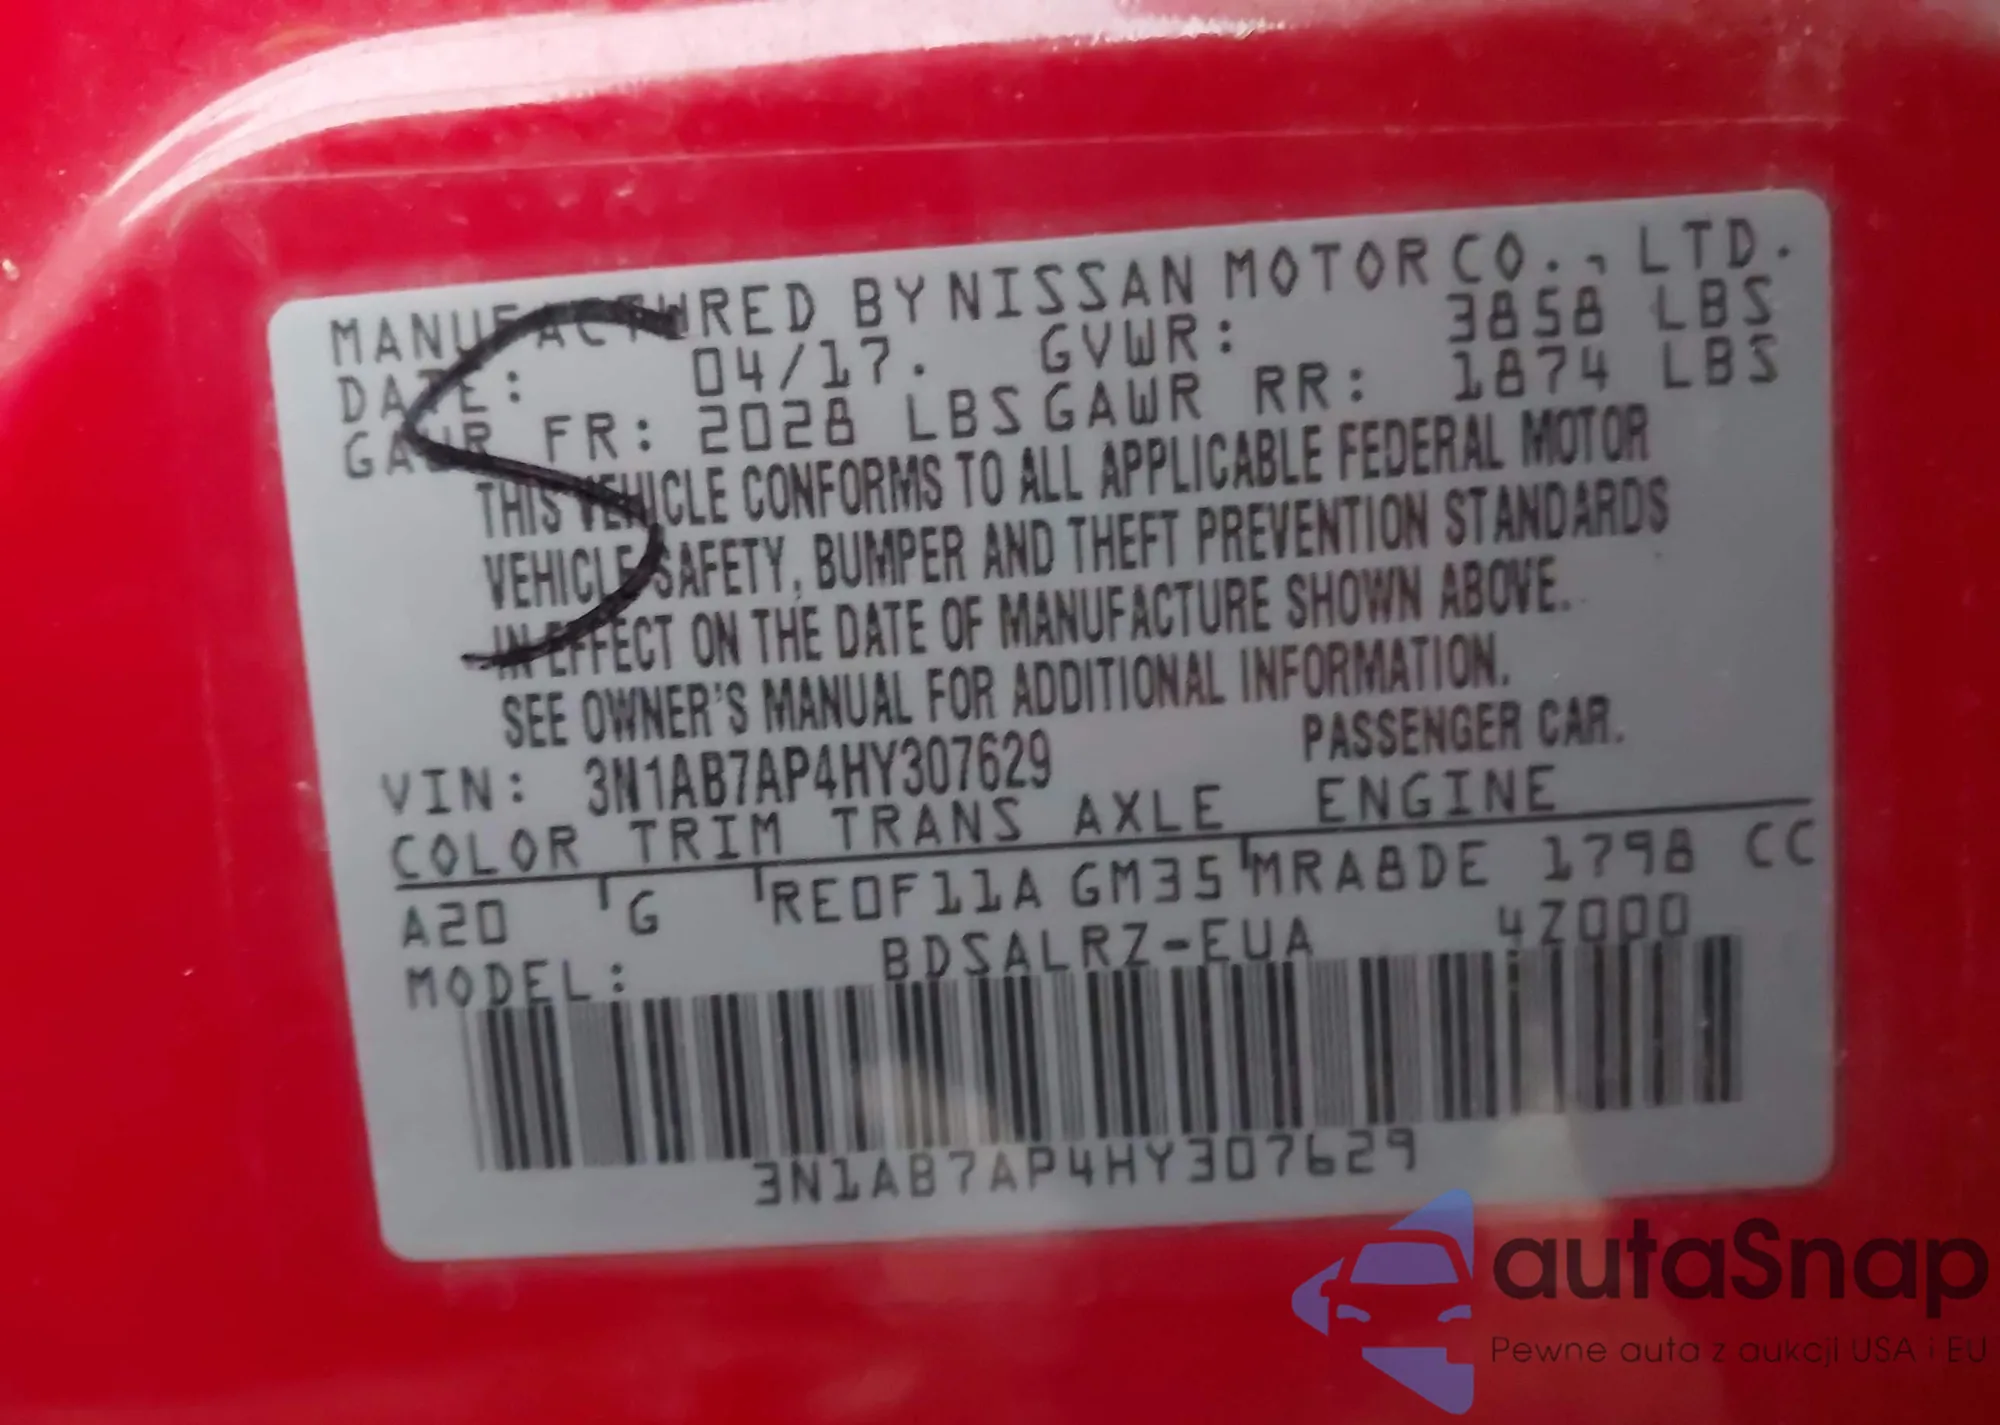 MANUFACTURED BY NISSAN MOTOR CO., LTD.
DATE: 04/17. GVWR: 3858 LBS
GAWR FR: 2028 LBS GAWR RR: 1874 LBS
THIS VEHICLE CONFORMS TO ALL APPLICABLE FEDERAL MOTOR
VEHICLE SAFETY, BUMPER AND THEFT PREVENTION STANDARDS
IN EFFECT ON THE DATE OF MANUFACTURE SHOWN ABOVE.
SEE OWNER'S MANUAL FOR ADDITIONAL INFORMATION.
VIN: 3N1AB7AP4HY307629 PASSENGER CAR.
COLOR TRIM TRANS AXLE ENGINE
A20 G RE0F11A GM35 MRA8DE 1798 CC
MODEL: BDSALRZ-EUA 4Z000
3N1AB7AP4HY307629
S
autaSnap
Pewne auta z aukcji USA i EU